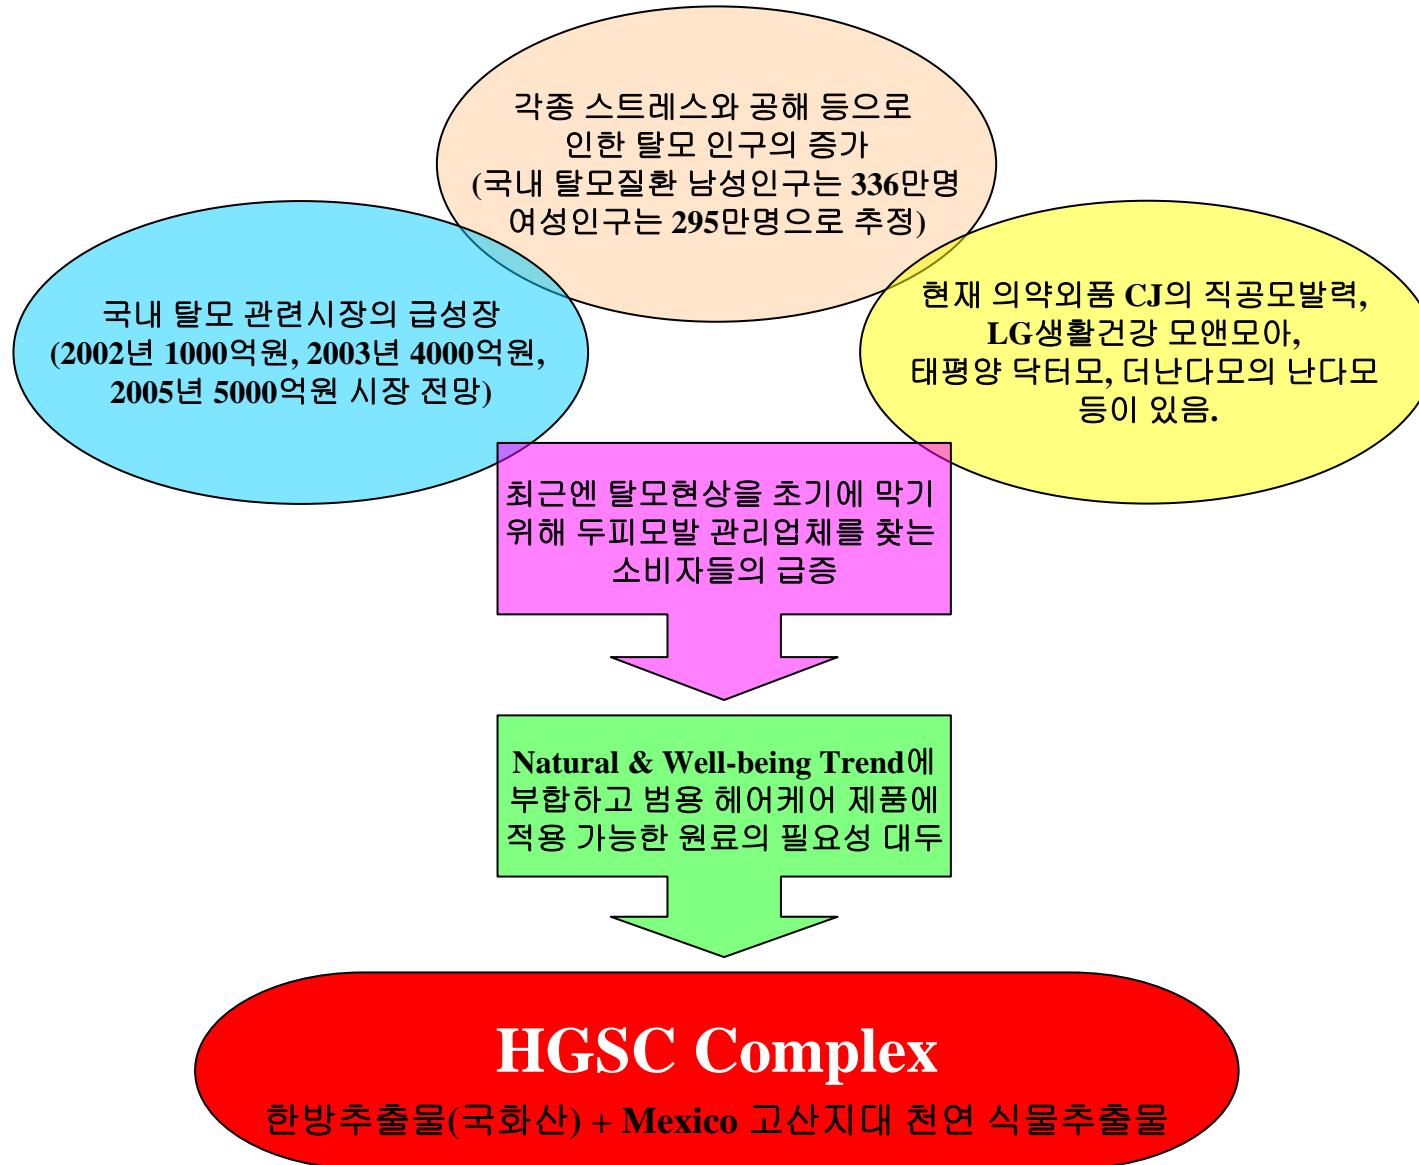 각종 스트레스와 공해 등으로
인한 탈모 인구의 증가
(국내 탈모질환 남성인구는 336만명
여성인구는 295만명으로 추정)
국내 탈모 관련시장의 급성장
(2002년 1000억원, 2003년 4000억원,
2005년 5000억원 시장 전망)
현재 의약외품 CJ의 직공모발력,
LG생활건강 모앤모아,
태평양 닥터모, 더난다모의 난다모
등이 있음.
최근엔 탈모현상을 초기에 막기
위해 두피모발 관리업체를 찾는
소비자들의 급증
Natural & Well-being Trend에
부합하고 범용 헤어케어 제품에
적용 가능한 원료의 필요성 대두
HGSC Complex
한방추출물(국화산) + Mexico 고산지대 천연 식물추출물